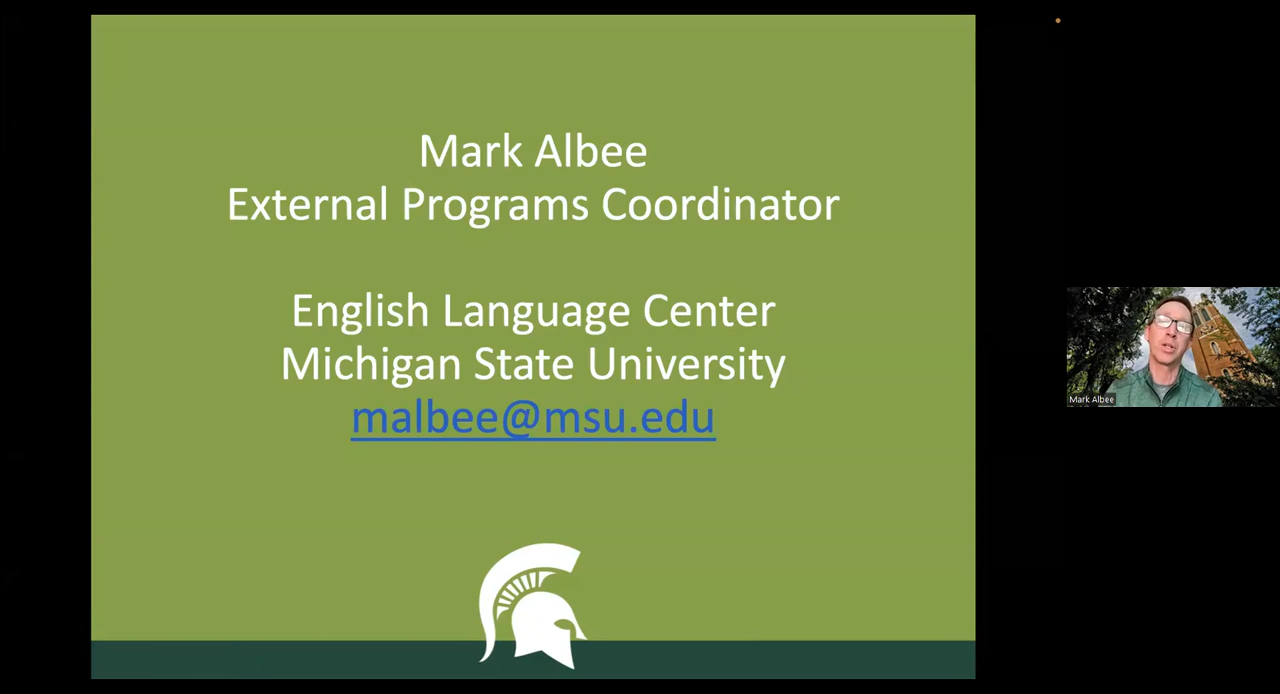 Mark Albee
External Programs Coordinator
English Language Center
Michigan State University
malbee@msu.edu
Mark Albee